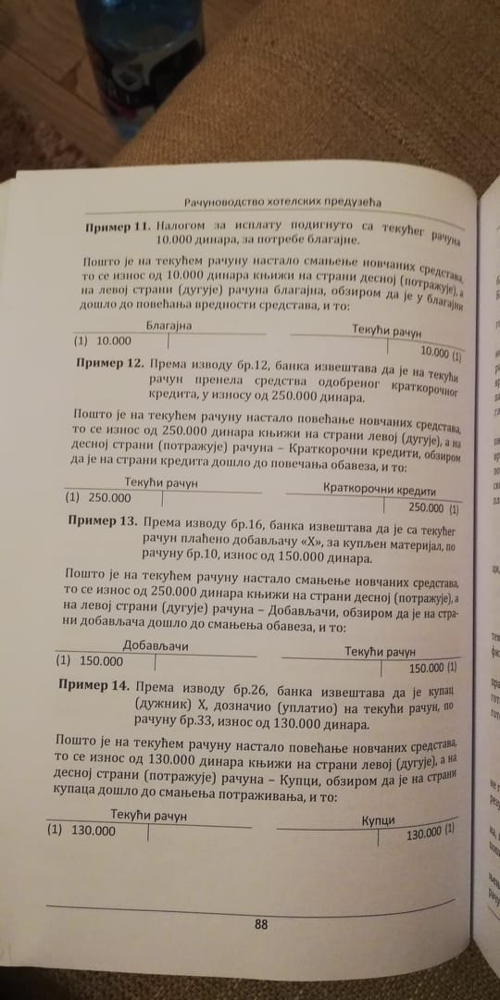 Рачуноводство хотелских предузећа
Пример 11. Налогом за исплату подигнуто са текућег рачуна
10.000 динара, за потребе благајне.
Пошто је на текућем рачуну настало смањење новчаних средстава,
то се износ од 10.000 динара књижи на страни десној (потражује), а
на левој страни (дугује) рачуна благајна, обзиром да је у благајни
дошло до повећања вредности средстава, и то:
Благајна Текући рачун
(1) 10.000 10.000 (1)
Пример 12. Према изводу бр.12, банка извештава да је на текући
рачун пренела средства одобреног краткорочног
кредита, у износу од 250.000 динара.
Пошто је на текућем рачуну настало повећање новчаних средстава,
то се износ од 250.000 динара књижи на страни левој (дугује), а на
десној страни (потражује) рачуна – Краткорочни кредити, обзиром
да је на страни кредита дошло до повечања обавеза, и то:
Текући рачун Краткорочни кредити
(1) 250.000 250.000 (1)
Пример 13. Према изводу бр.16, банка извештава да је са текућег
рачун плаћено добављачу «X», за купљен материјал, по
рачуну бр.10, износ од 150.000 динара.
Пошто је на текућем рачуну настало смањење новчаних средстава,
то се износ од 250.000 динара књижи на страни десној (потражује), а
на левој страни (дугује) рачуна – Добављачи, обзиром да је на стра-
ни добављача дошло до смањења обавеза, и то:
Добављачи Текући рачун
(1) 150.000 150.000 (1)
Пример 14. Према изводу бр.26, банка извештава да је купац
(дужник) X, дозначио (уплатио) на текући рачун, по
рачуну бр.33, износ од 130.000 динара.
Пошто је на текућем рачуну настало повећање новчаних средстава,
то се износ од 130.000 динара књижи на страни левој (дугује), а на
десној страни (потражује) рачуна – Купци, обзиром да је на страни
купаца дошло до смањења потраживања, и то:
Текући рачун Купци
(1) 130.000 130.000 (1)
88